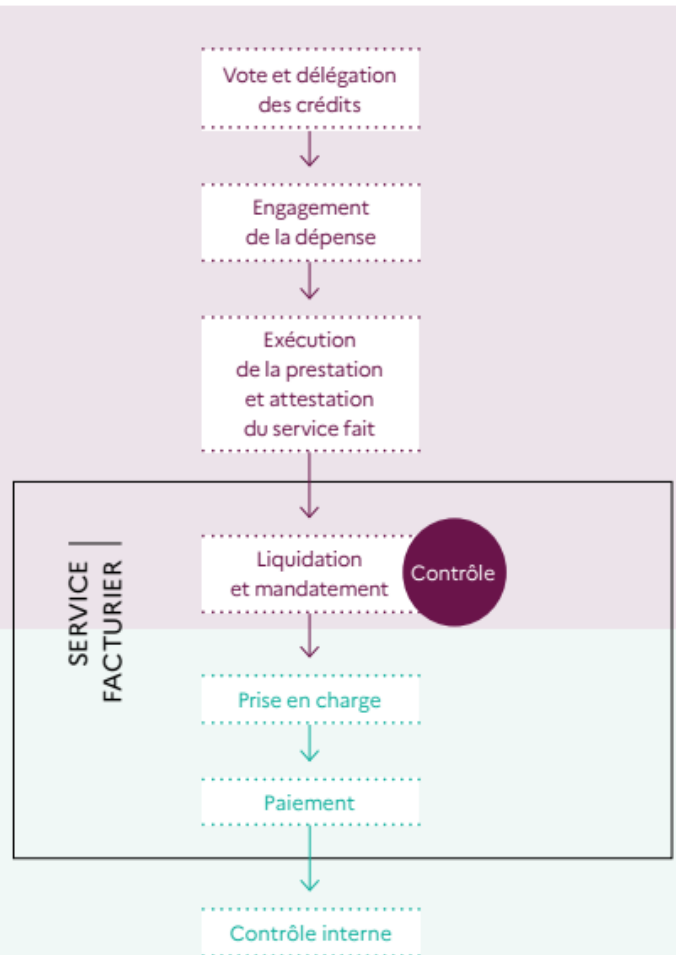 Vote et délégation
des crédits
Engagement
de la dépense
Exécution
de la prestation
et attestation
du service fait
SERVICE
FACTURIER
Liquidation
et mandatement
Contrôle
Prise en charge
Paiement
Contrôle interne